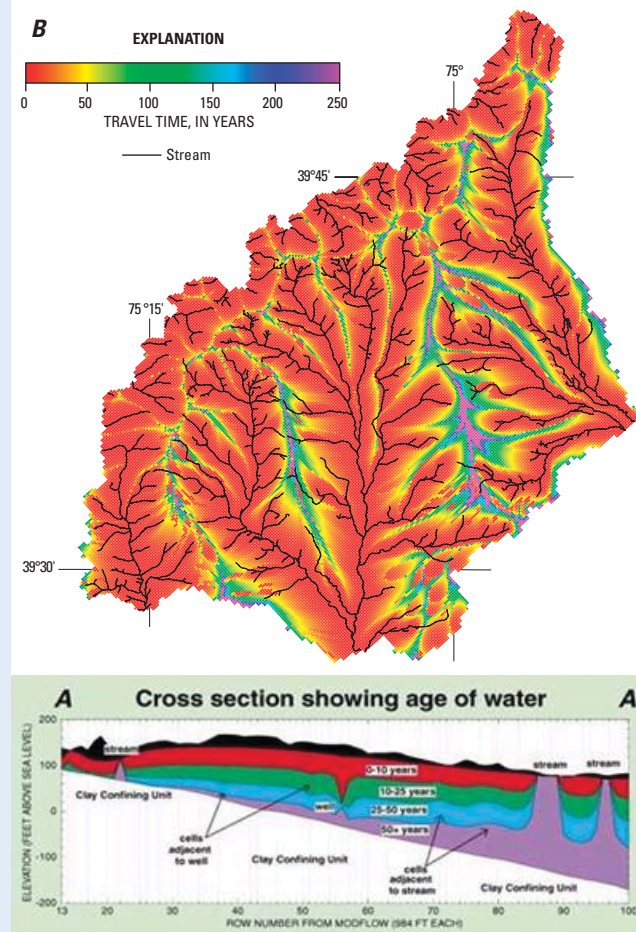 B
EXPLANATION
0 50 100 150 200 250
TRAVEL TIME, IN YEARS
Stream
75°
39°45'
75°15'
39°30'
A Cross section showing age of water A'
ELEVATION (FEET ABOVE SEA LEVEL)
200
100
0
-100
-200
stream
stream
stream
0-10 years
10-25 years
well
25-50 years
50+ years
Clay Confining Unit
cells
adjacent
to well
cells
adjacent
to stream
Clay Confining Unit
Clay Confining Unit
13 20 30 40 50 60 70 80 90 100
ROW NUMBER FROM MODFLOW (984 FT EACH)